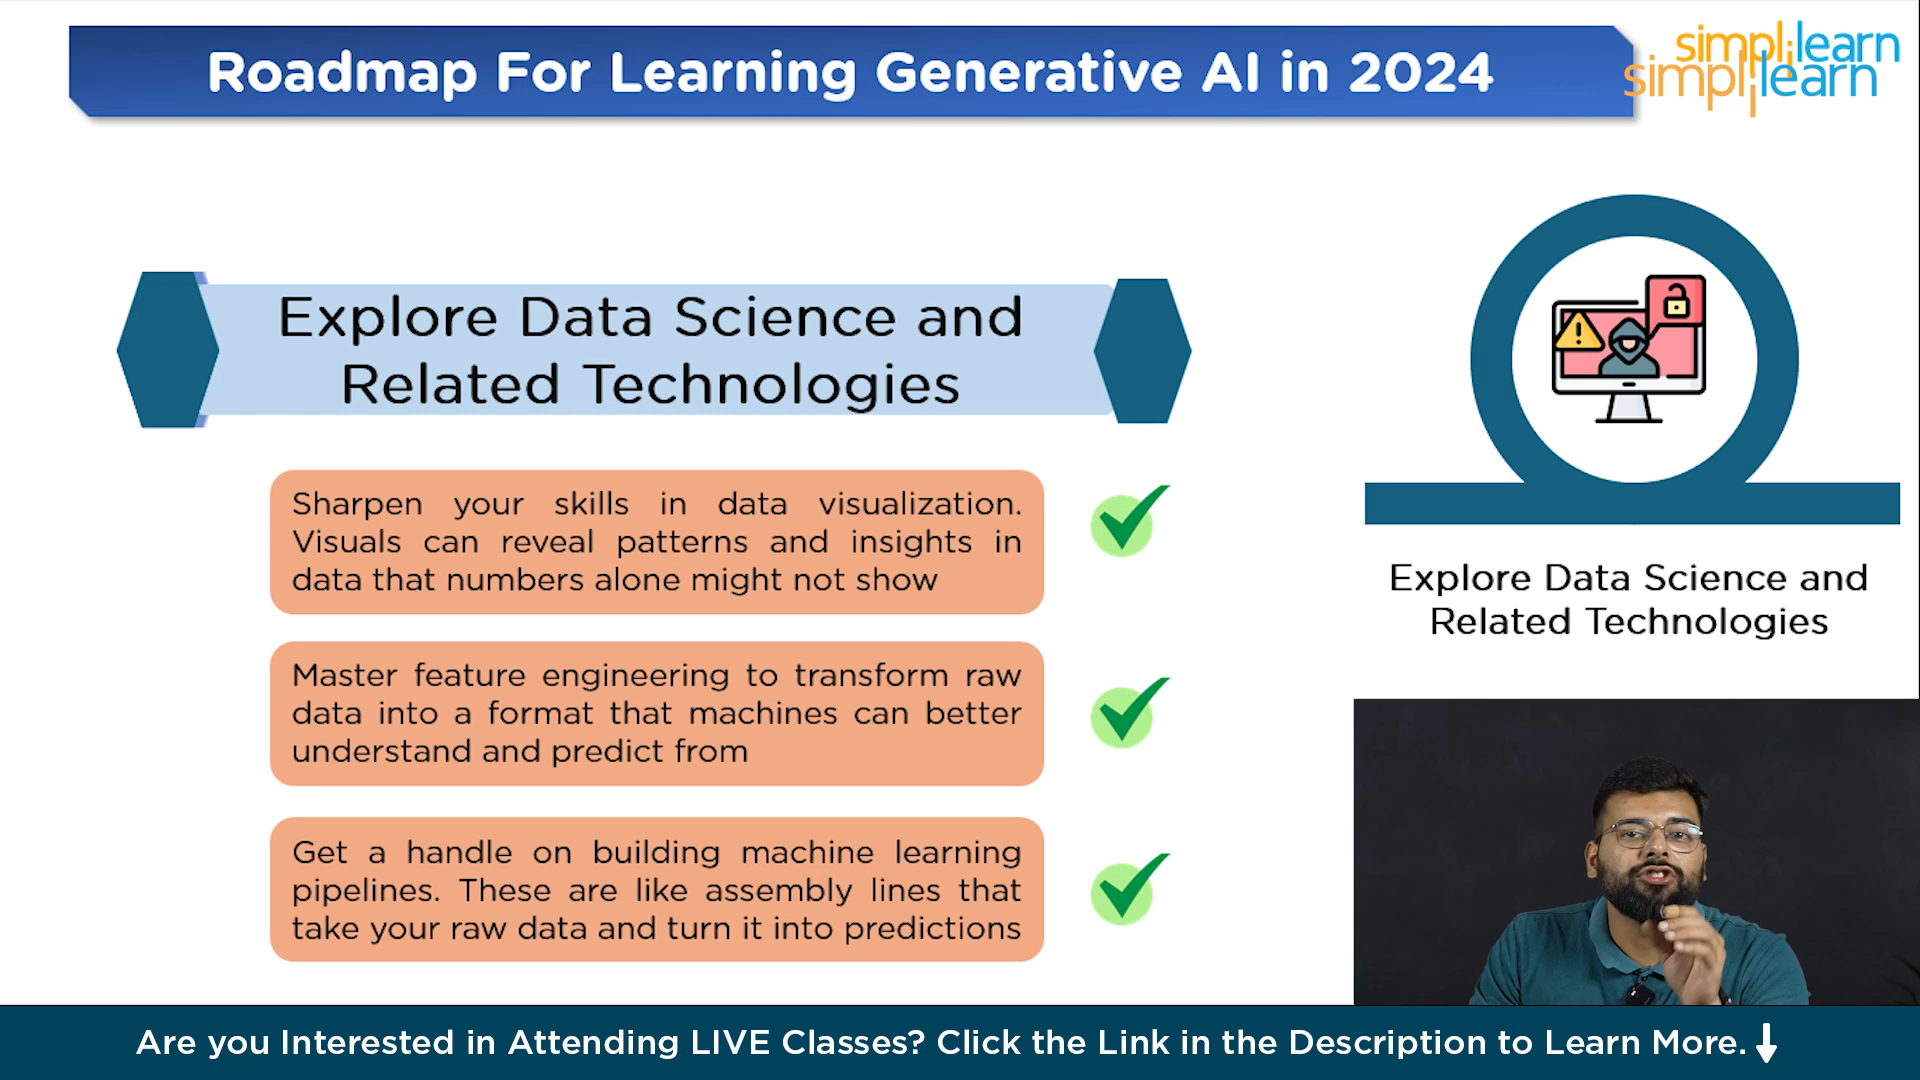 Roadmap For Learning Generative AI in 2024
simplilearn
simplilearn
Explore Data Science and
Related Technologies
Sharpen your skills in data visualization.
Visuals can reveal patterns and insights in
data that numbers alone might not show
Master feature engineering to transform raw
data into a format that machines can better
understand and predict from
Get a handle on building machine learning
pipelines. These are like assembly lines that
take your raw data and turn it into predictions
Explore Data Science and
Related Technologies
Are you Interested in Attending LIVE Classes? Click the Link in the Description to Learn More.